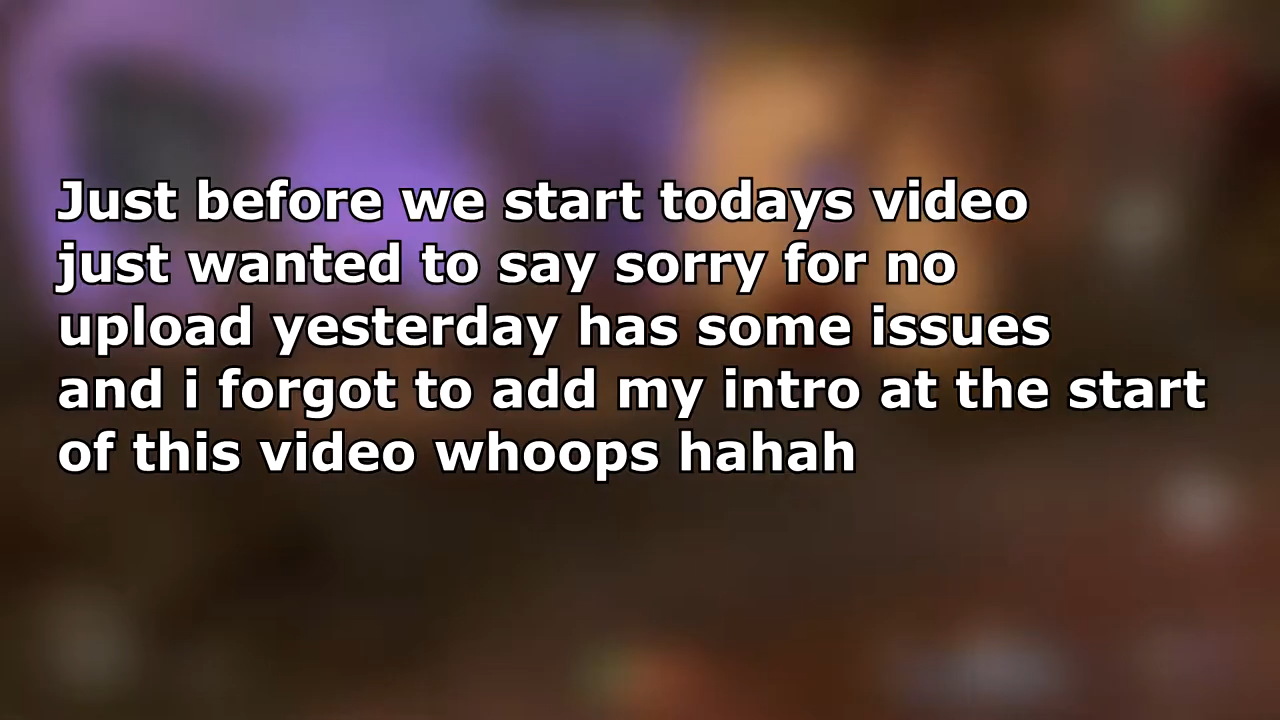 Just before we start todays video
just wanted to say sorry for no
upload yesterday has some issues
and i forgot to add my intro at the start
of this video whoops hahah